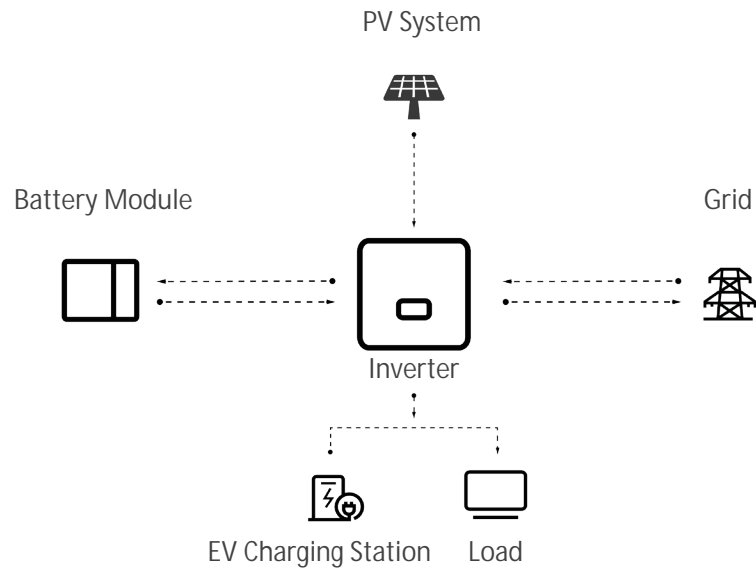 PV System
Battery Module
Grid
Inverter
EV Charging Station
Load